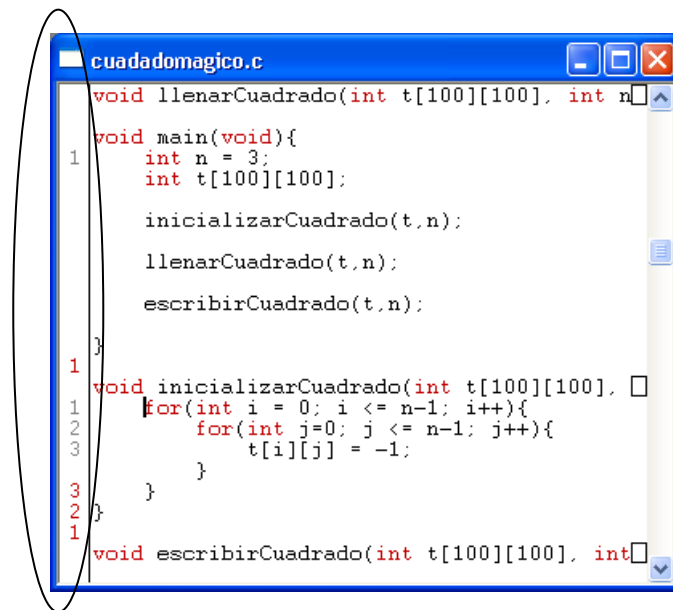 cuadadomagico.c
void llenarCuadrado(int t[100][100], int n
void main(void){
1 int n = 3;
int t[100][100];
inicializarCuadrado(t,n);
llenarCuadrado(t,n);
escribirCuadrado(t,n);
}
1
void inicializarCuadrado(int t[100][100],
1 for(int i = 0; i <= n-1; i++){
2 for(int j=0; j <= n-1; j++){
3 t[i][j] = -1;
}
3 }
2 }
1
void escribirCuadrado(int t[100][100], int